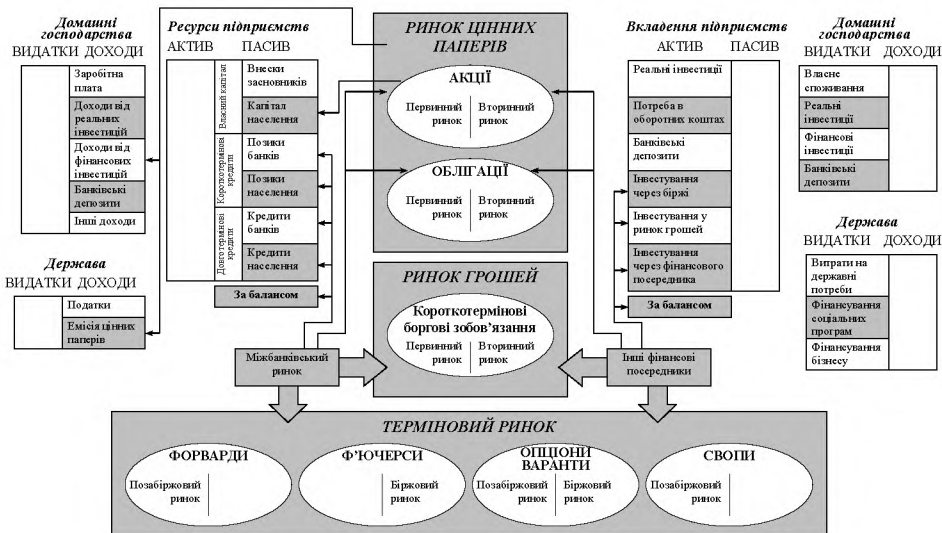 Домашні
господарства
ВИДАТКИ ДОХОДИ
Заробітна
плата
Доходи від
реальних
інвестицій
Доходи від
фінансових
інвестицій
Банківські
депозити
Інші доходи
Держава
ВИДАТКИ ДОХОДИ
Податки
Емісія цінних
паперів
Ресурси підприємств
АКТИВ ПАСИВ
Власний капітал
Внески
засновників
Капітал
населення
Короткотермінові
кредити
Позики
банків
Позики
населення
Довготермінові
кредити
Кредити
банків
Кредити
населення
За балансом
РИНОК ЦІННИХ
ПАПЕРІВ
АКЦІЇ
Первинний
ринок
Вторинний
ринок
ОБЛІГАЦІЇ
Первинний
ринок
Вторинний
ринок
РИНОК ГРОШЕЙ
Короткотермінові
боргові зобов'язання
Первинний
ринок
Вторинний
ринок
Міжбанківський
ринок
Інші фінансові
посередники
Вкладення підприємств
АКТИВ ПАСИВ
Реальні інвестиції
Потреба в
оборотних коштах
Банківські
депозити
Інвестування
через біржі
Інвестування у
ринок грошей
Інвестування
через фінансового
посередника
За балансом
Домашні
господарства
ВИДАТКИ ДОХОДИ
Власне
споживання
Реальні
інвестиції
Фінансові
інвестиції
Банківські
депозити
Держава
ВИДАТКИ ДОХОДИ
Витрати на
державні
потреби
Фінансування
соціальних
програм
Фінансування
бізнесу
ТЕРМІНОВИЙ РИНОК
ФОРВАРДИ
Позабіржовий
ринок
Ф'ЮЧЕРСИ
Біржовий
ринок
ОПЦІОНИ
ВАРАНТИ
Позабіржовий
ринок
Біржовий
ринок
СВОПИ
Позабіржовий
ринок